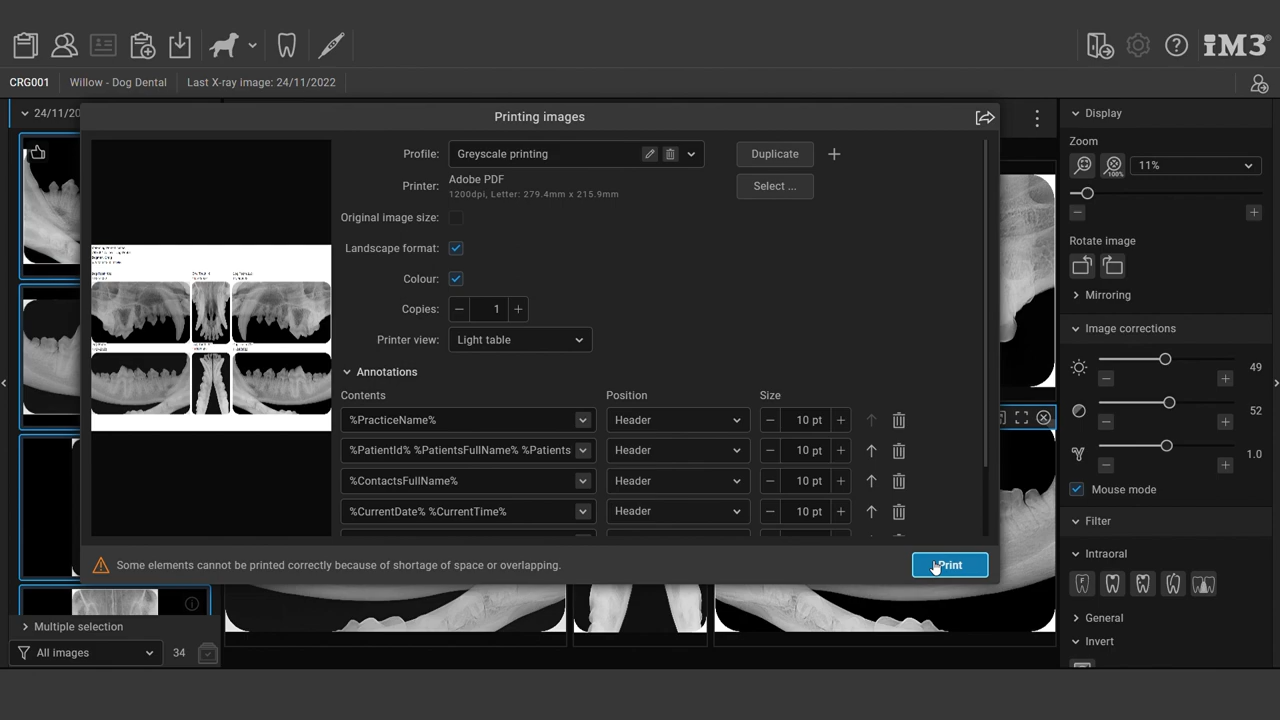 iM3
CRG001
Willow - Dog Dental
Last X-ray image: 24/11/2022
24/11/20
Printing images
Display
Profile:
Greyscale printing
Duplicate
Zoom
11%
100%
Printer:
Adobe PDF
1200dpi, Letter: 279.4mm x 215.9mm
Select ...
Original image size:
Landscape format:
Rotate image
Colour:
Mirroring
Copies:
1
Image corrections
Printer view:
Light table
49
Annotations
Contents
Position
Size
52
%PracticeName%
Header
10 pt
%PatientId% %PatientsFullName% %Patients
Header
10 pt
1.0
%ContactsFullName%
Header
10 pt
Mouse mode
%CurrentDate% %CurrentTime%
Header
10 pt
Filter
Intraoral
Some elements cannot be printed correctly because of shortage of space or overlapping.
Print
F
General
Multiple selection
Invert
All images
34